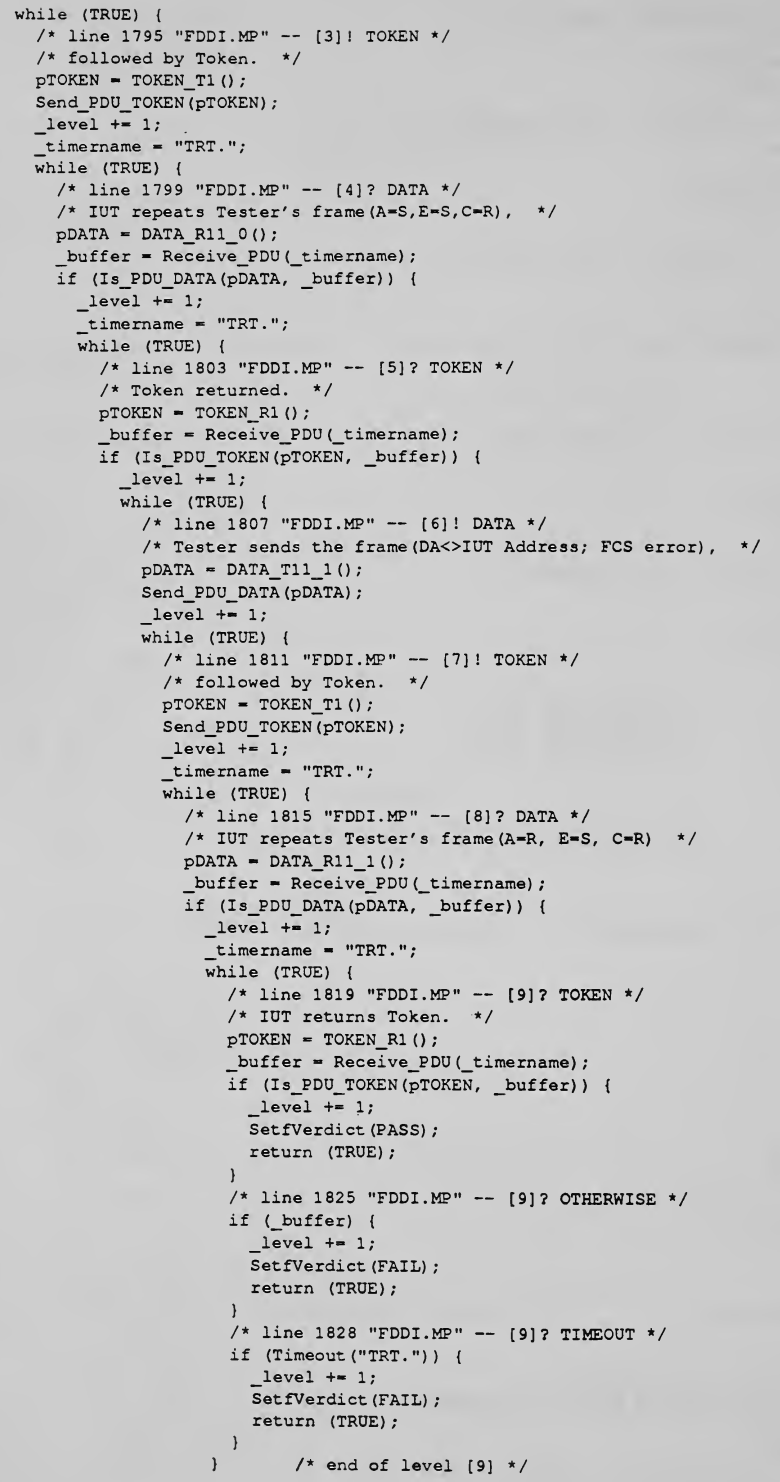 while (TRUE) {
  /* line 1795 "FDDI.MP" -- [3]! TOKEN */
  /* followed by Token.  */
  pTOKEN = TOKEN_T1();
  Send_PDU_TOKEN(pTOKEN);
  _level += 1;
  _timername = "TRT.";
  while (TRUE) {
    /* line 1799 "FDDI.MP" -- [4]? DATA */
    /* IUT repeats Tester's frame(A=S,E=S,C=R),  */
    pDATA = DATA_R11_0();
    _buffer = Receive_PDU(_timername);
    if (Is_PDU_DATA(pDATA, _buffer)) {
      _level += 1;
      _timername = "TRT.";
      while (TRUE) {
        /* line 1803 "FDDI.MP" -- [5]? TOKEN */
        /* Token returned.  */
        pTOKEN = TOKEN_R1();
        _buffer = Receive_PDU(_timername);
        if (Is_PDU_TOKEN(pTOKEN, _buffer)) {
          _level += 1;
          while (TRUE) {
            /* line 1807 "FDDI.MP" -- [6]! DATA */
            /* Tester sends the frame(DA<>IUT Address; FCS error),  */
            pDATA = DATA_T11_1();
            Send_PDU_DATA(pDATA);
            _level += 1;
            while (TRUE) {
              /* line 1811 "FDDI.MP" -- [7]! TOKEN */
              /* followed by Token.  */
              pTOKEN = TOKEN_T1();
              Send_PDU_TOKEN(pTOKEN);
              _level += 1;
              _timername = "TRT.";
              while (TRUE) {
                /* line 1815 "FDDI.MP" -- [8]? DATA */
                /* IUT repeats Tester's frame(A=R, E=S, C=R)  */
                pDATA = DATA_R11_1();
                _buffer = Receive_PDU(_timername);
                if (Is_PDU_DATA(pDATA, _buffer)) {
                  _level += 1;
                  _timername = "TRT.";
                  while (TRUE) {
                    /* line 1819 "FDDI.MP" -- [9]? TOKEN */
                    /* IUT returns Token.  */
                    pTOKEN = TOKEN_R1();
                    _buffer = Receive_PDU(_timername);
                    if (Is_PDU_TOKEN(pTOKEN, _buffer)) {
                      _level += 1;
                      SetfVerdict(PASS);
                      return (TRUE);
                    }
                    /* line 1825 "FDDI.MP" -- [9]? OTHERWISE */
                    if (_buffer) {
                      _level += 1;
                      SetfVerdict(FAIL);
                      return (TRUE);
                    }
                    /* line 1828 "FDDI.MP" -- [9]? TIMEOUT */
                    if (Timeout("TRT.")) {
                      _level += 1;
                      SetfVerdict(FAIL);
                      return (TRUE);
                    }
                  }       /* end of level [9] */